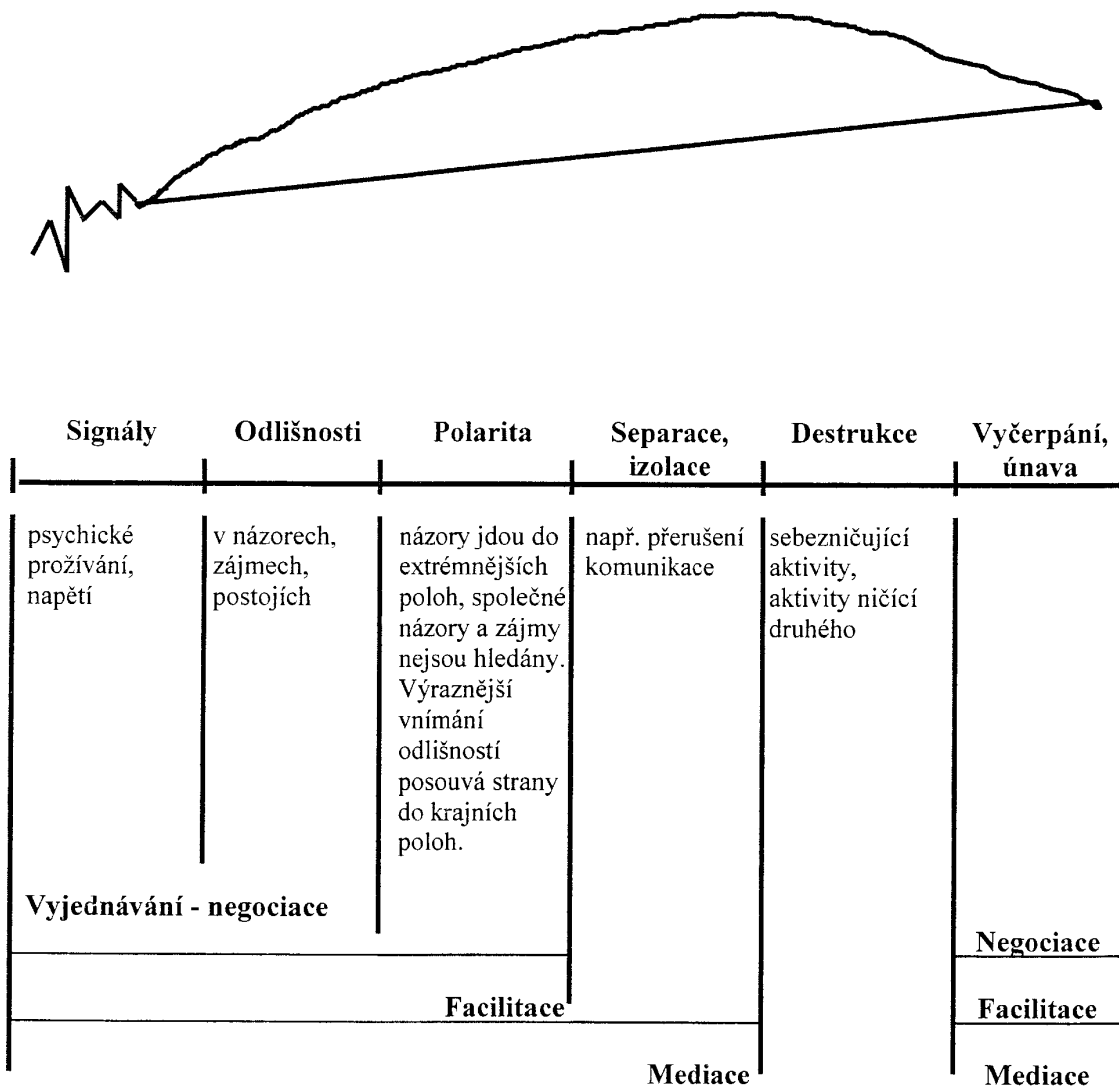 Signály
Odlišnosti
Polarita
Separace,
izolace
Destrukce
Vyčerpání,
únava
psychické
prožívání,
napětí
v názorech,
zájmech,
postojích
názory jdou do
extrémnějších
poloh, společné
názory a zájmy
nejsou hledány.
Výraznější
vnímání
odlišností
posouvá strany
do krajních
poloh.
např. přerušení
komunikace
sebezničující
aktivity,
aktivity ničící
druhého
Vyjednávání - negociace
Negociace
Facilitace
Facilitace
Mediace
Mediace